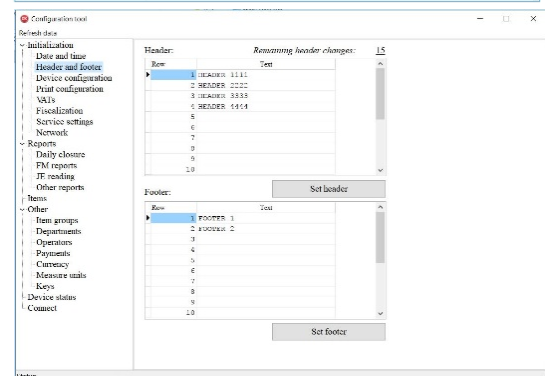 Configuration tool
Refresh data
Initialization
Date and time
Header and footer
Device configuration
Print configuration
VATs
Fiscalization
Service settings
Network
Reports
Daily closure
FM reports
JE reading
Other reports
Items
Other
Item groups
Departments
Operators
Payments
Currency
Measure units
Keys
Device status
Connect
Header: Remaining header changes: 15
Row Text
1 HEADER 1111
2 HEADER 2222
3 HEADER 3333
4 HEADER 4444
5
6
7
8
9
10
Set header
Footer:
Row Text
1 FOOTER 1
2 FOOTER 2
3
4
5
6
7
8
9
10
Set footer